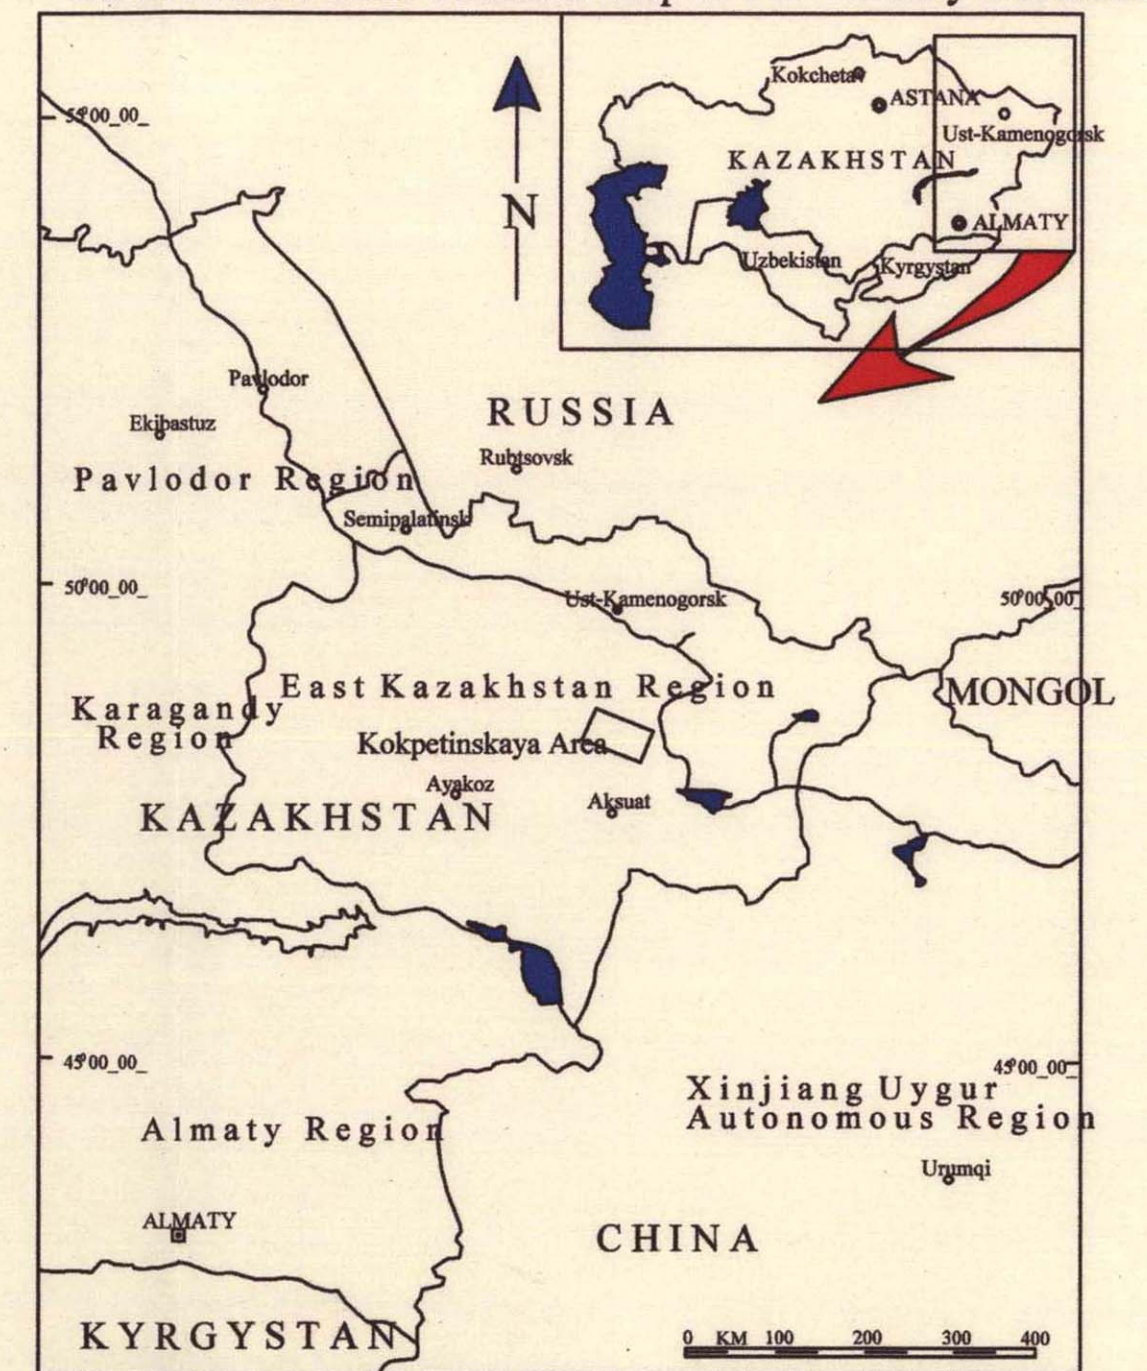 Kokchetav
ASTANA
Ust-Kamenogorsk
KAZAKHSTAN
ALMATY
Uzbekistan
Kyrgystan
N
Pavlodor
Ekibastuz
RUSSIA
Rubtsovsk
Pavlodor Region
Semipalatinsk
50°00_00_
50°00_00_
Ust-Kamenogorsk
East Kazakhstan Region
MONGOL
Karagandy
Region
Kokpetinskaya Area
Ayakoz
Aksuat
KAZAKHSTAN
45°00_00_
45°00_00_
Xinjiang Uygur
Autonomous Region
Almaty Region
Urumqi
ALMATY
CHINA
KYRGYSTAN
0 KM 100 200 300 400